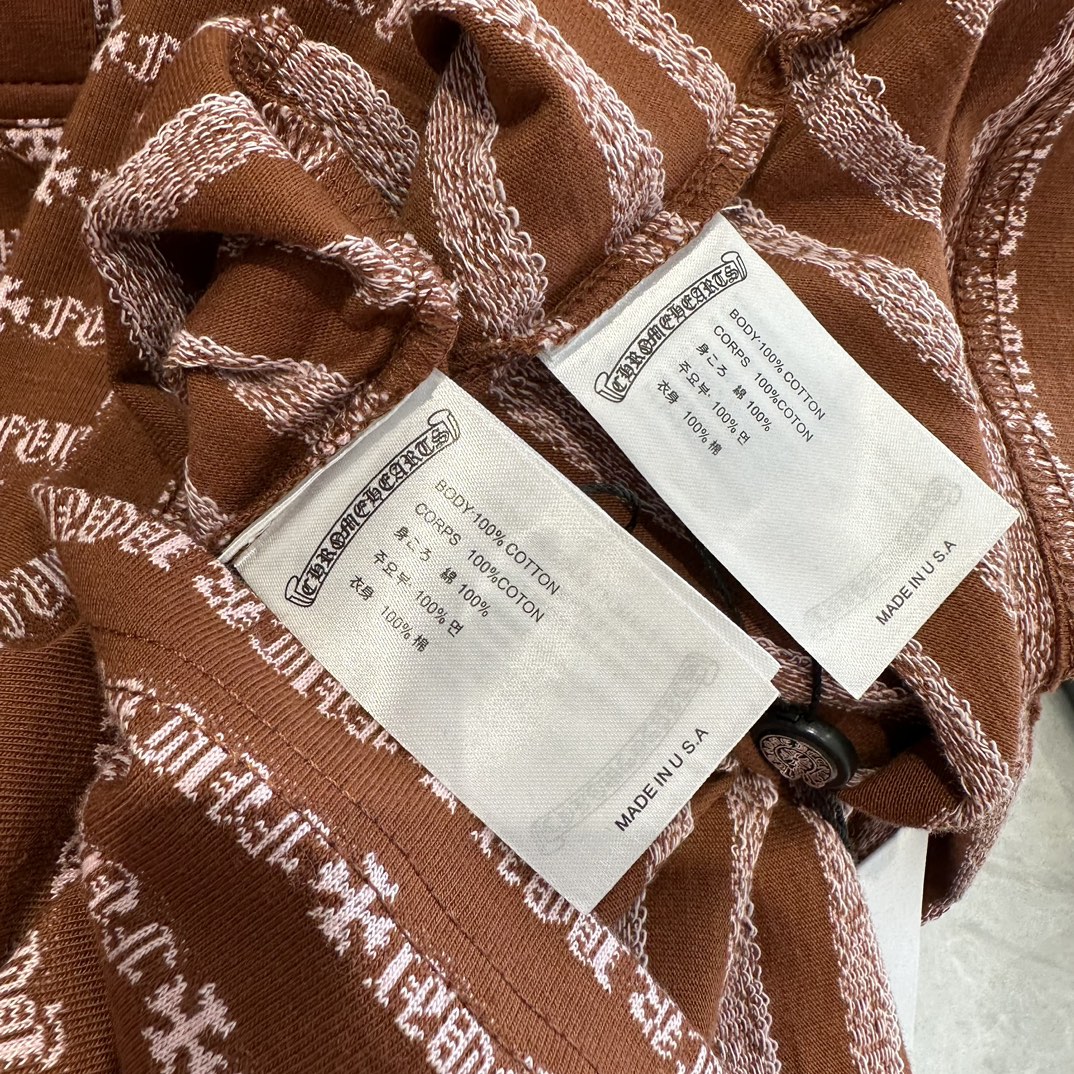 CHROMEHEARTS
BODY·100% COTTON
CORPS 100%COTON
身ころ 綿 100%
주요부· 100% 면
衣身 100% 棉
MADE IN U S.A
CHROMEHEARTS
BODY·100% COTTON
CORPS 100%COTON
身ころ 綿 100%
주요부· 100% 면
衣身 100% 棉
MADE IN U S.A